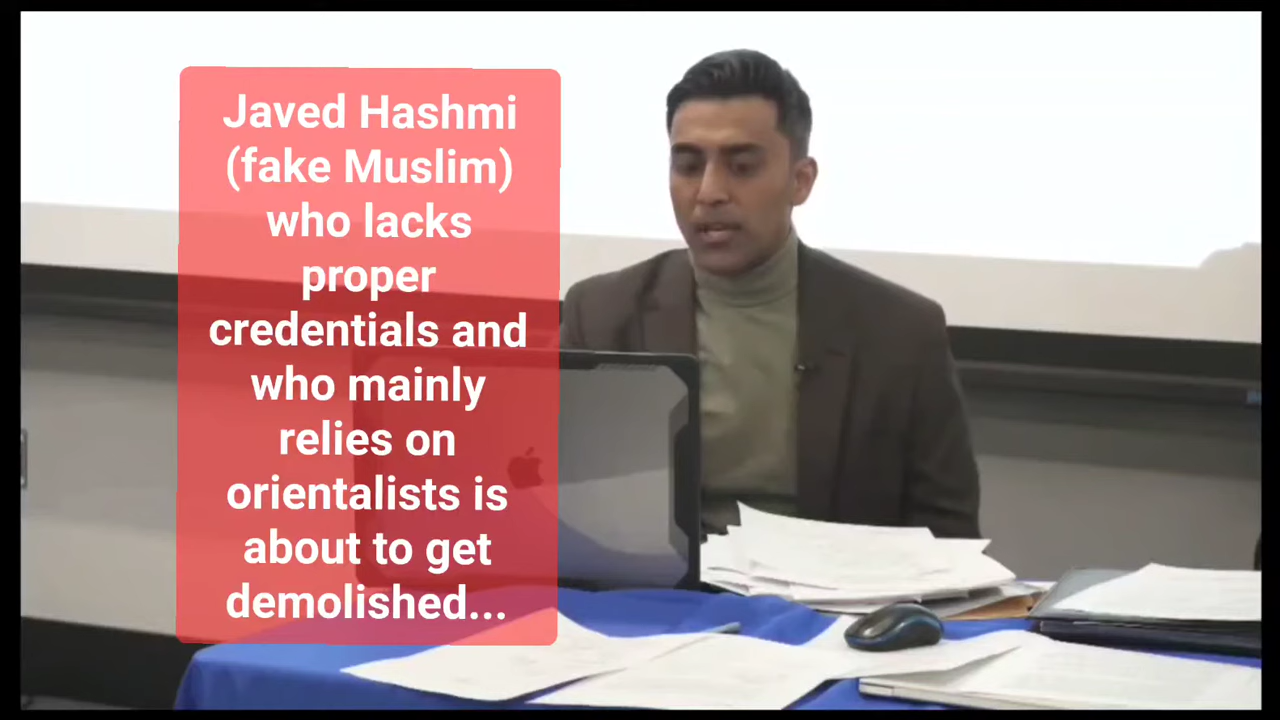 Javed Hashmi
(fake Muslim)
who lacks
proper
credentials and
who mainly
relies on
orientalists is
about to get
demolished...